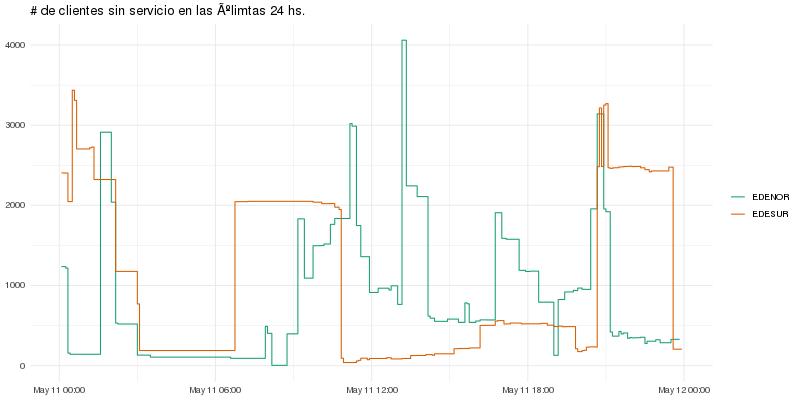 # de clientes sin servicio en las Ãºlimtas 24 hs.
4000
3000
2000
1000
0
May 11 00:00
May 11 06:00
May 11 12:00
May 11 18:00
May 12 00:00
EDENOR
EDESUR